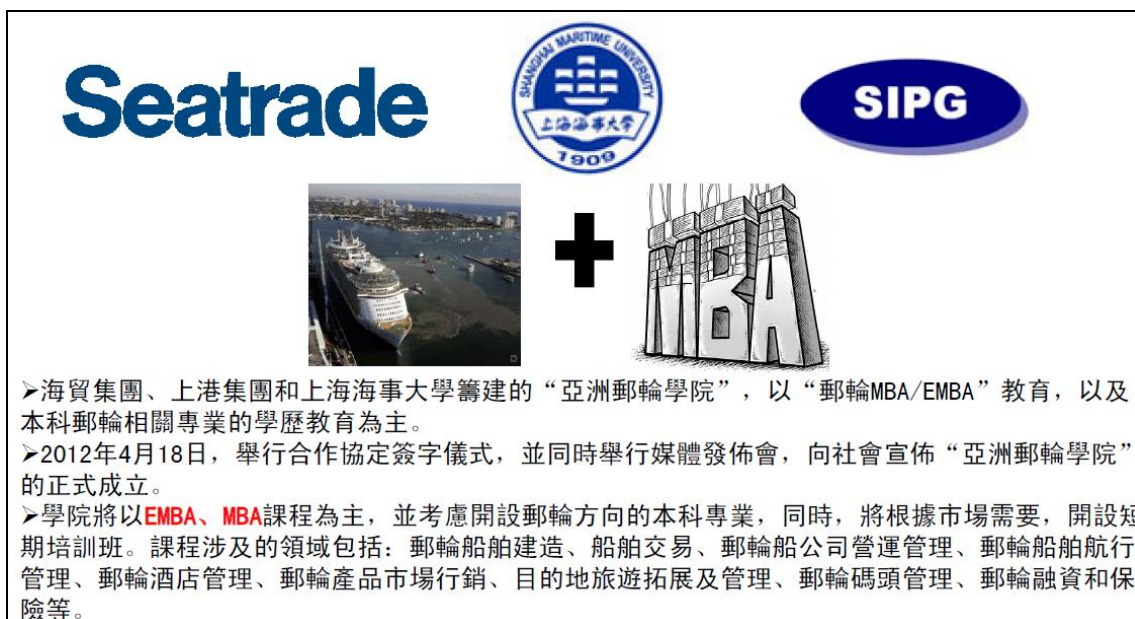 Seatrade
SHANGHAI MARITIME UNIVERSITY
上海海事大学
1909
SIPG
MBA
➢海貿集團、上港集團和上海海事大學籌建的“亞洲郵輪學院”，以“郵輪MBA/EMBA”教育，以及
本科郵輪相關專業的學歷教育為主。
➢2012年4月18日，舉行合作協定簽字儀式，並同時舉行媒體發佈會，向社會宣佈“亞洲郵輪學院”
的正式成立。
➢學院將以EMBA、MBA課程為主，並考慮開設郵輪方向的本科專業，同時，將根據市場需要，開設短
期培訓班。課程涉及的領域包括：郵輪船舶建造、船舶交易、郵輪船公司營運管理、郵輪船舶航行
管理、郵輪酒店管理、郵輪產品市場行銷、目的地旅遊拓展及管理、郵輪碼頭管理、郵輪融資和保
險等。